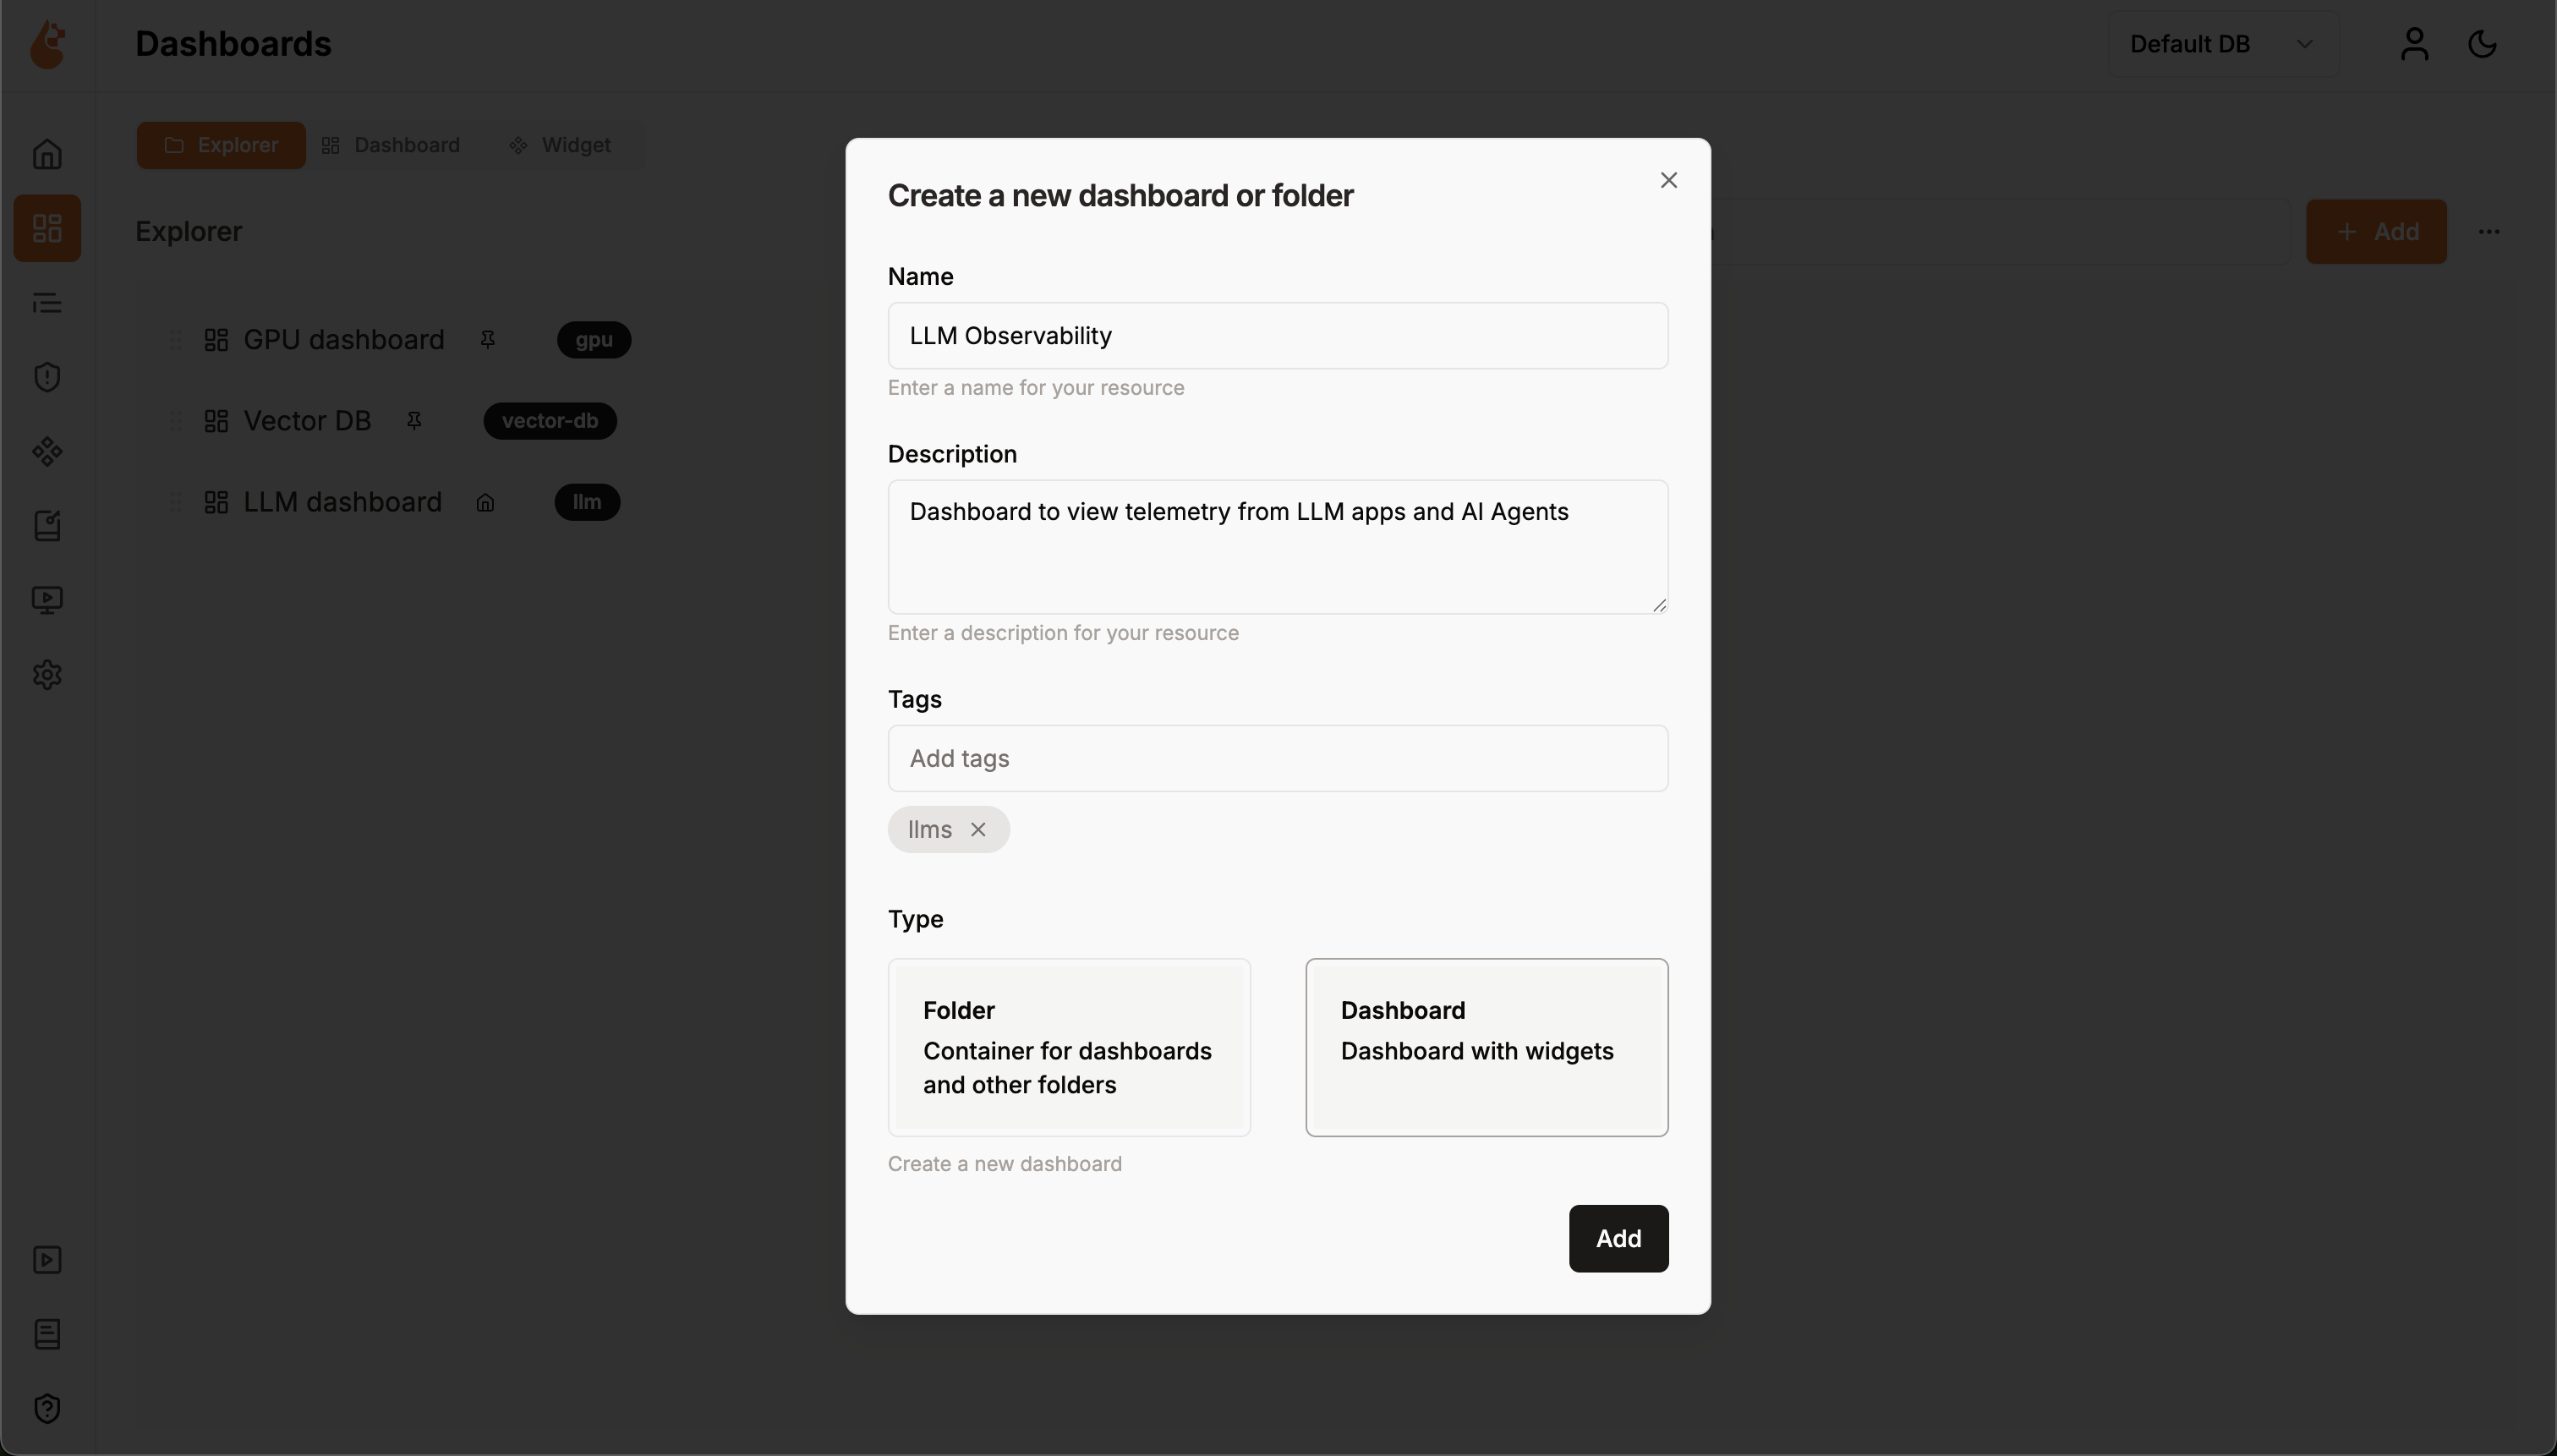 Dashboards
Default DB
Explorer
Dashboard
Widget
Explorer
Add
GPU dashboard
gpu
Vector DB
vector-db
LLM dashboard
llm
Create a new dashboard or folder
Name
LLM Observability
Enter a name for your resource
Description
Dashboard to view telemetry from LLM apps and AI Agents
Enter a description for your resource
Tags
Add tags
llms
Type
Folder
Container for dashboards
and other folders
Dashboard
Dashboard with widgets
Create a new dashboard
Add